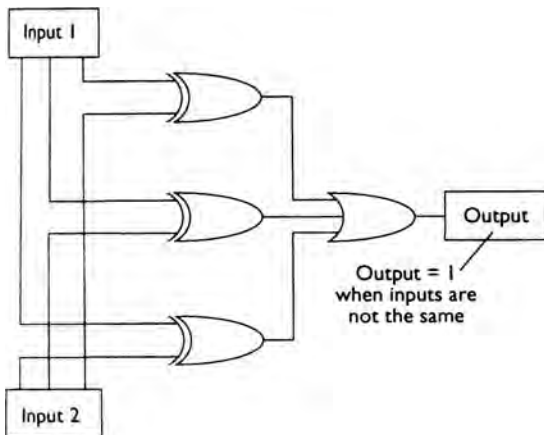 Input 1
Output
Output = 1
when inputs are
not the same
Input 2